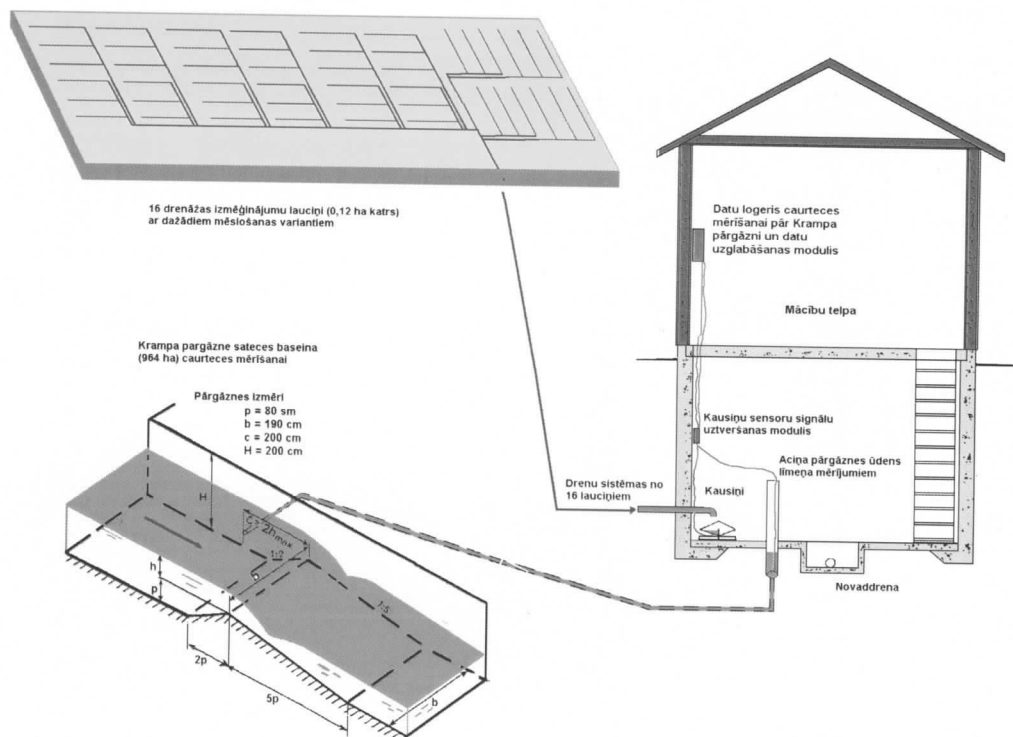 16 drenāžas izmēģinājumu lauciņi (0,12 ha katrs)
ar dažādiem mēslošanas variantiem
Datu logeris caurteces
mērīšanai pār Krampa
pārgāzni un datu
uzglabāšanas modulis
Mācību telpa
Krampa pargāzne sateces baseina
(964 ha) caurteces mērīšanai
Pārgāznes izmēri
p = 80 sm
b = 190 cm
c = 200 cm
H = 200 cm
Kausiņu sensoru signālu
uztveršanas modulis
Aciņa pārgāznes ūdens
līmeņa mērījumiem
Drenu sistēmas no
16 lauciņiem
Kausiņi
Novaddrena
H
C = 2hmax
1:2
b
h
p
1:5
2p
5p
b